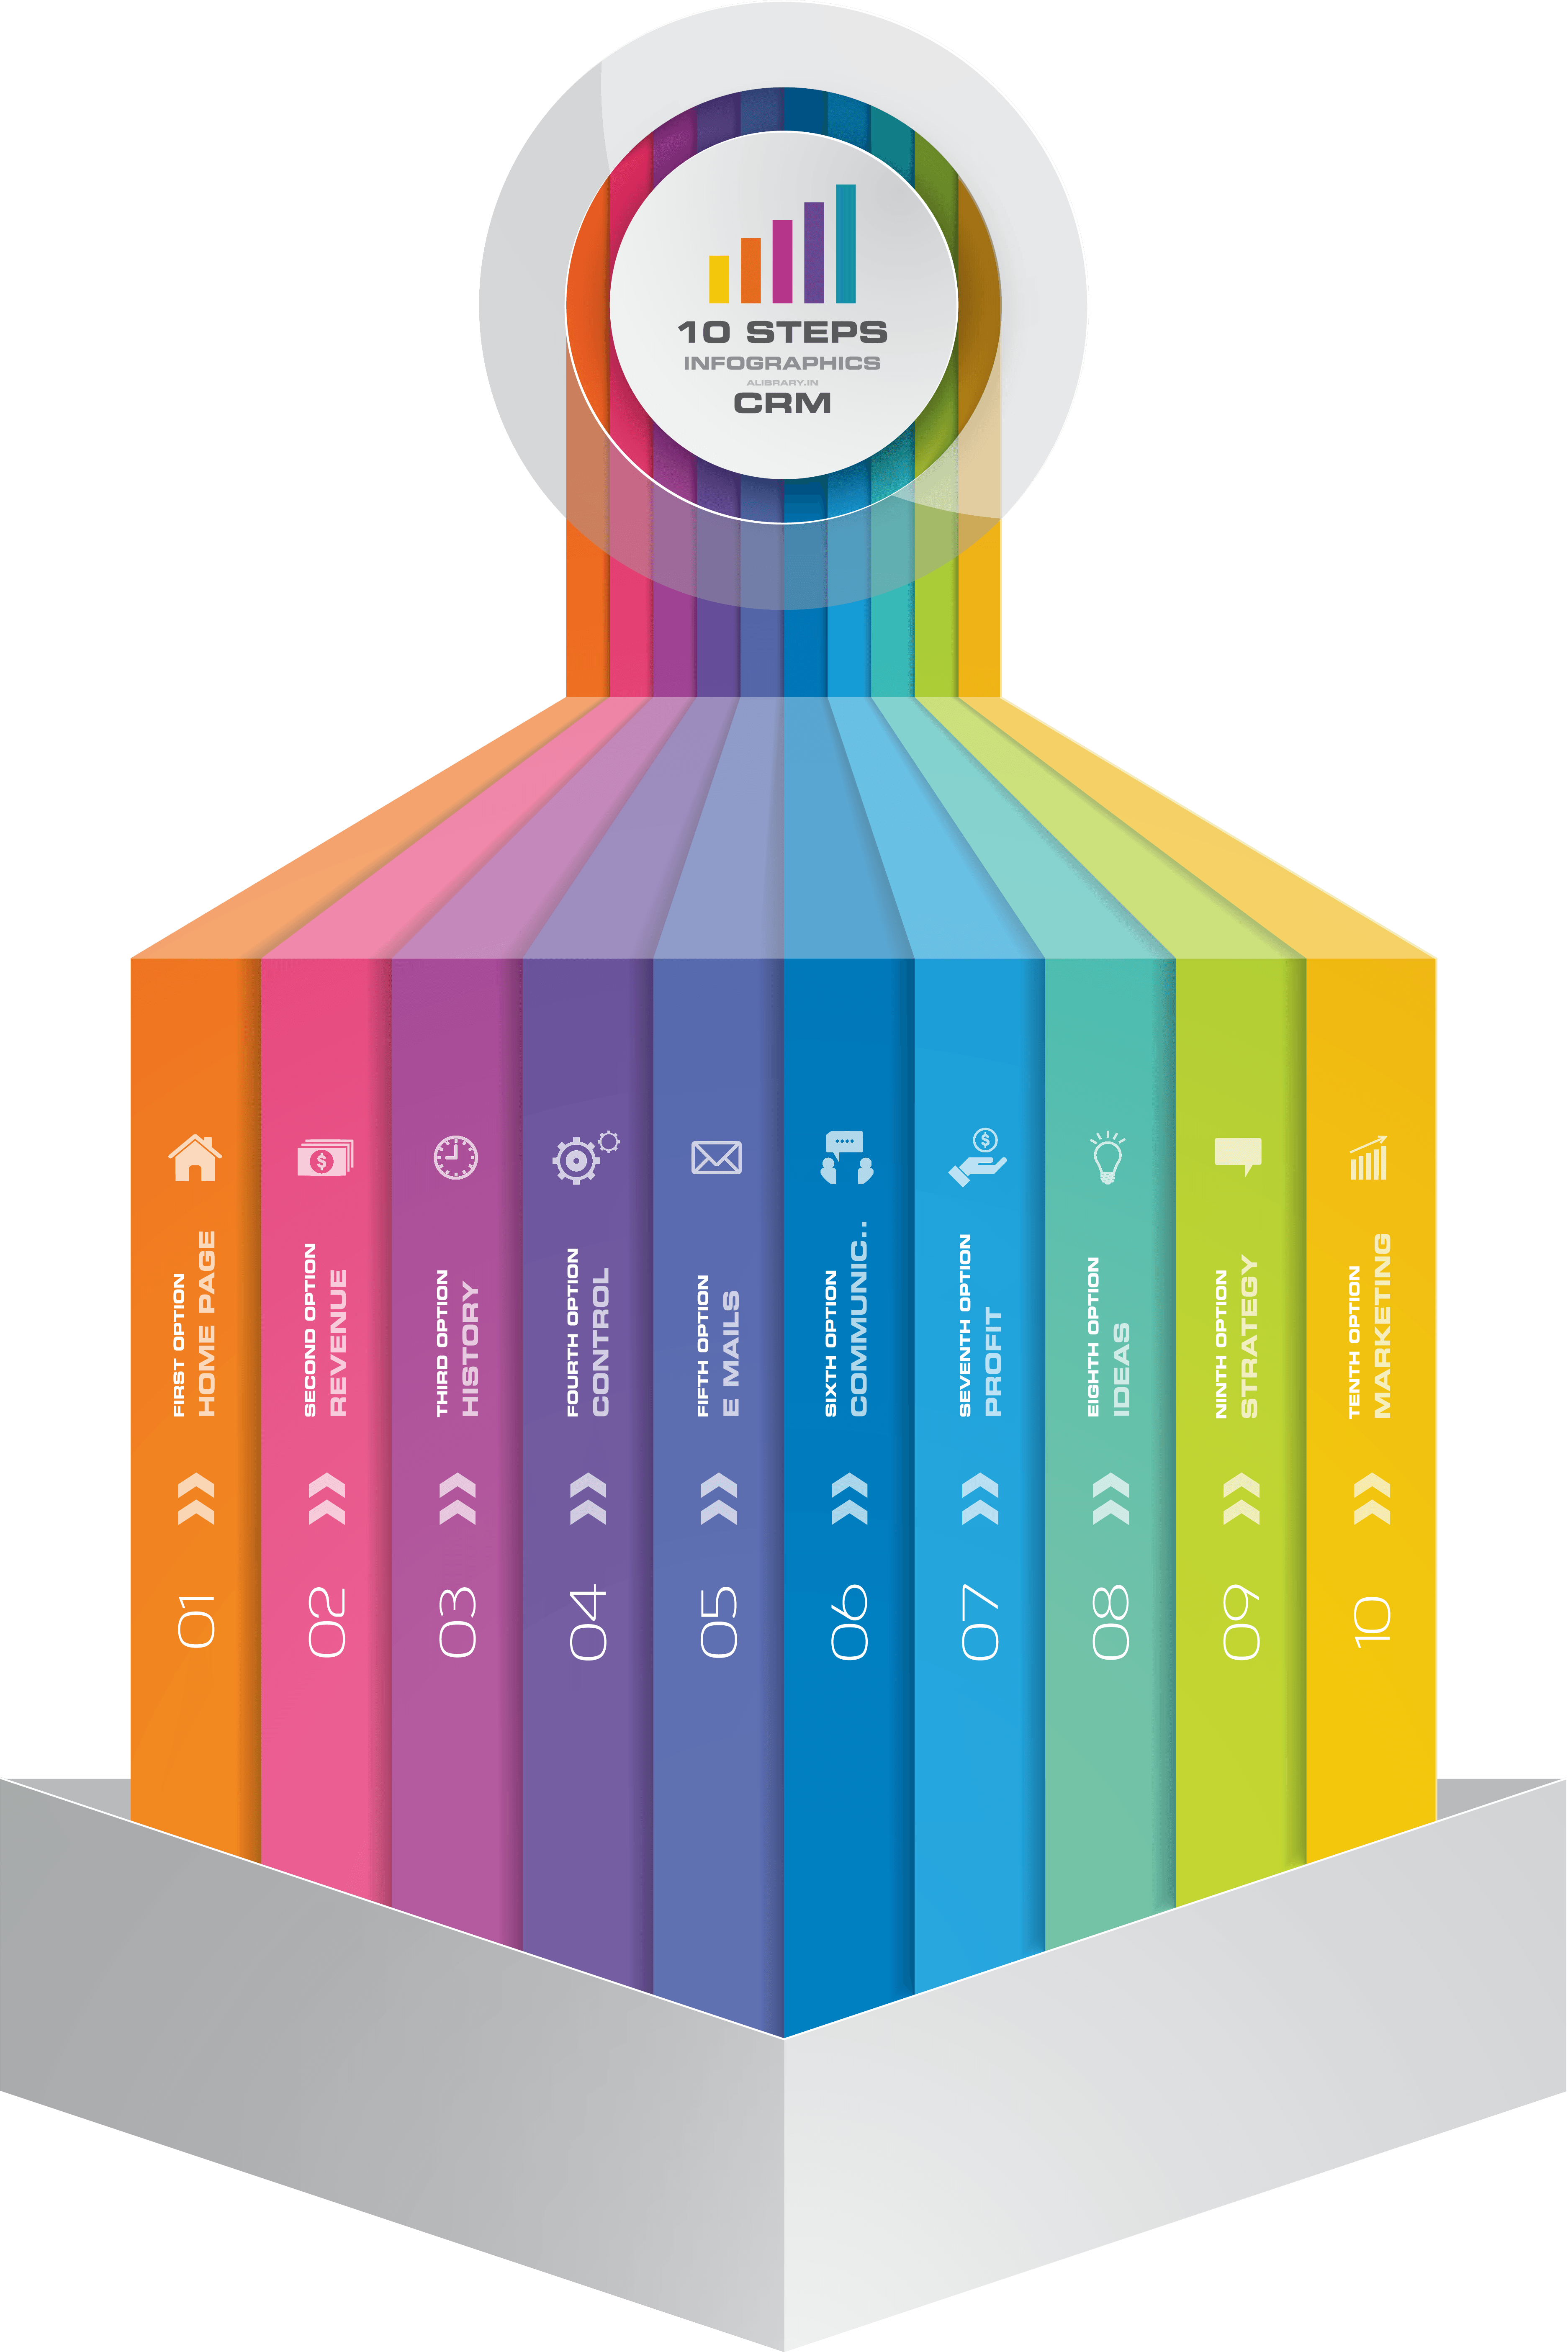 10 STEPS
INFOGRAPHICS
ALIBRARY.IN
CRM
FIRST OPTION
HOME PAGE
01
SECOND OPTION
REVENUE
02
THIRD OPTION
HISTORY
03
FOURTH OPTION
CONTROL
04
FIFTH OPTION
E MAILS
05
SIXTH OPTION
COMMUNIC..
06
SEVENTH OPTION
PROFIT
07
EIGHTH OPTION
IDEAS
08
NINTH OPTION
STRATEGY
09
TENTH OPTION
MARKETING
10